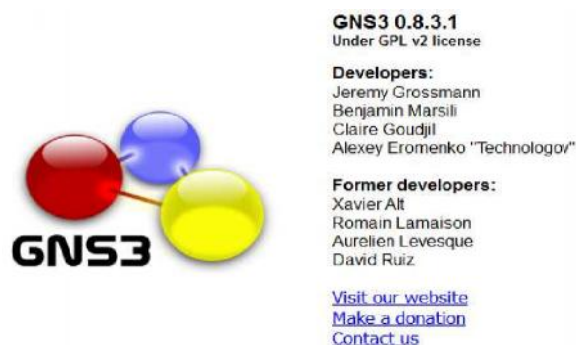 GNS3
GNS3 0.8.3.1
Under GPL v2 license
Developers:
Jeremy Grossmann
Benjamin Marsili
Claire Goudjil
Alexey Eromenko "Technologov"
Former developers:
Xavier Alt
Romain Lamaison
Aurelien Levesque
David Ruiz
Visit our website
Make a donation
Contact us